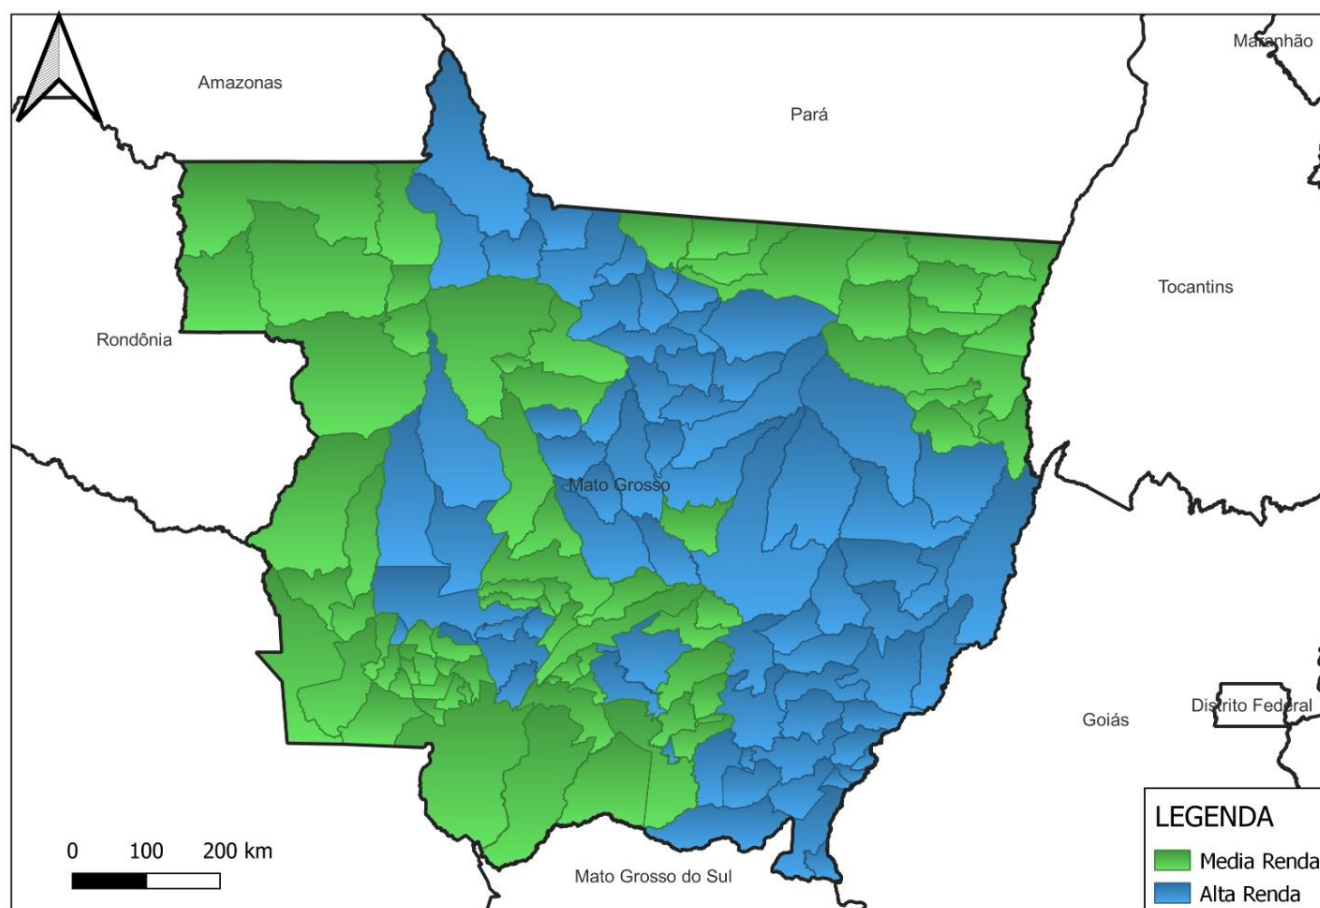 Maranhão
Amazonas
Pará
Tocantins
Rondônia
Mato Grosso
Distrito Federal
Goiás
LEGENDA
Media Renda
Alta Renda
0 100 200 km
Mato Grosso do Sul